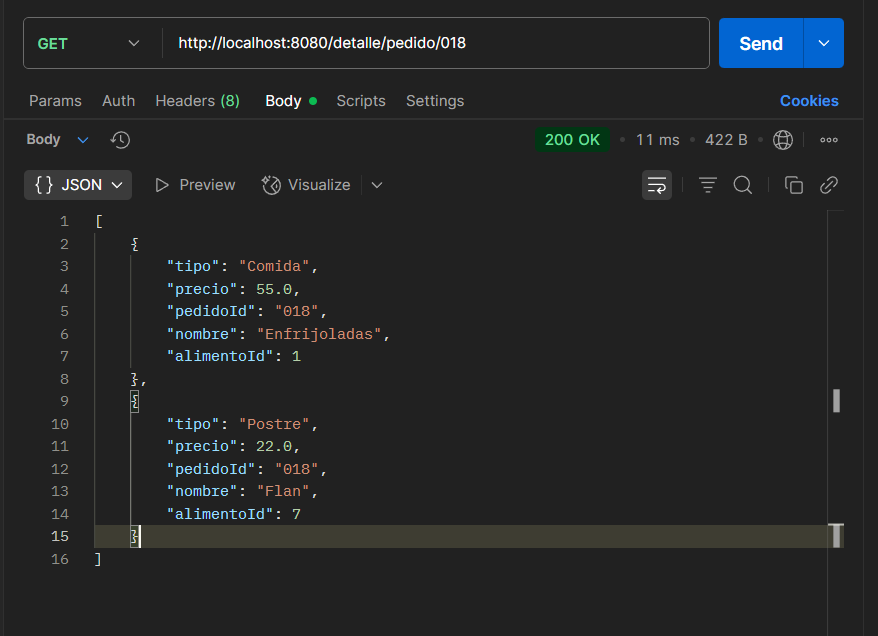 GET http://localhost:8080/detalle/pedido/018 Send
Params Auth Headers (8) Body Scripts Settings Cookies
Body 200 OK 11 ms 422 B
{} JSON Preview Visualize
1 [
2 {
3 "tipo": "Comida",
4 "precio": 55.0,
5 "pedidoId": "018",
6 "nombre": "Enfrijoladas",
7 "alimentoId": 1
8 },
9 {
10 "tipo": "Postre",
11 "precio": 22.0,
12 "pedidoId": "018",
13 "nombre": "Flan",
14 "alimentoId": 7
15 }
16 ]